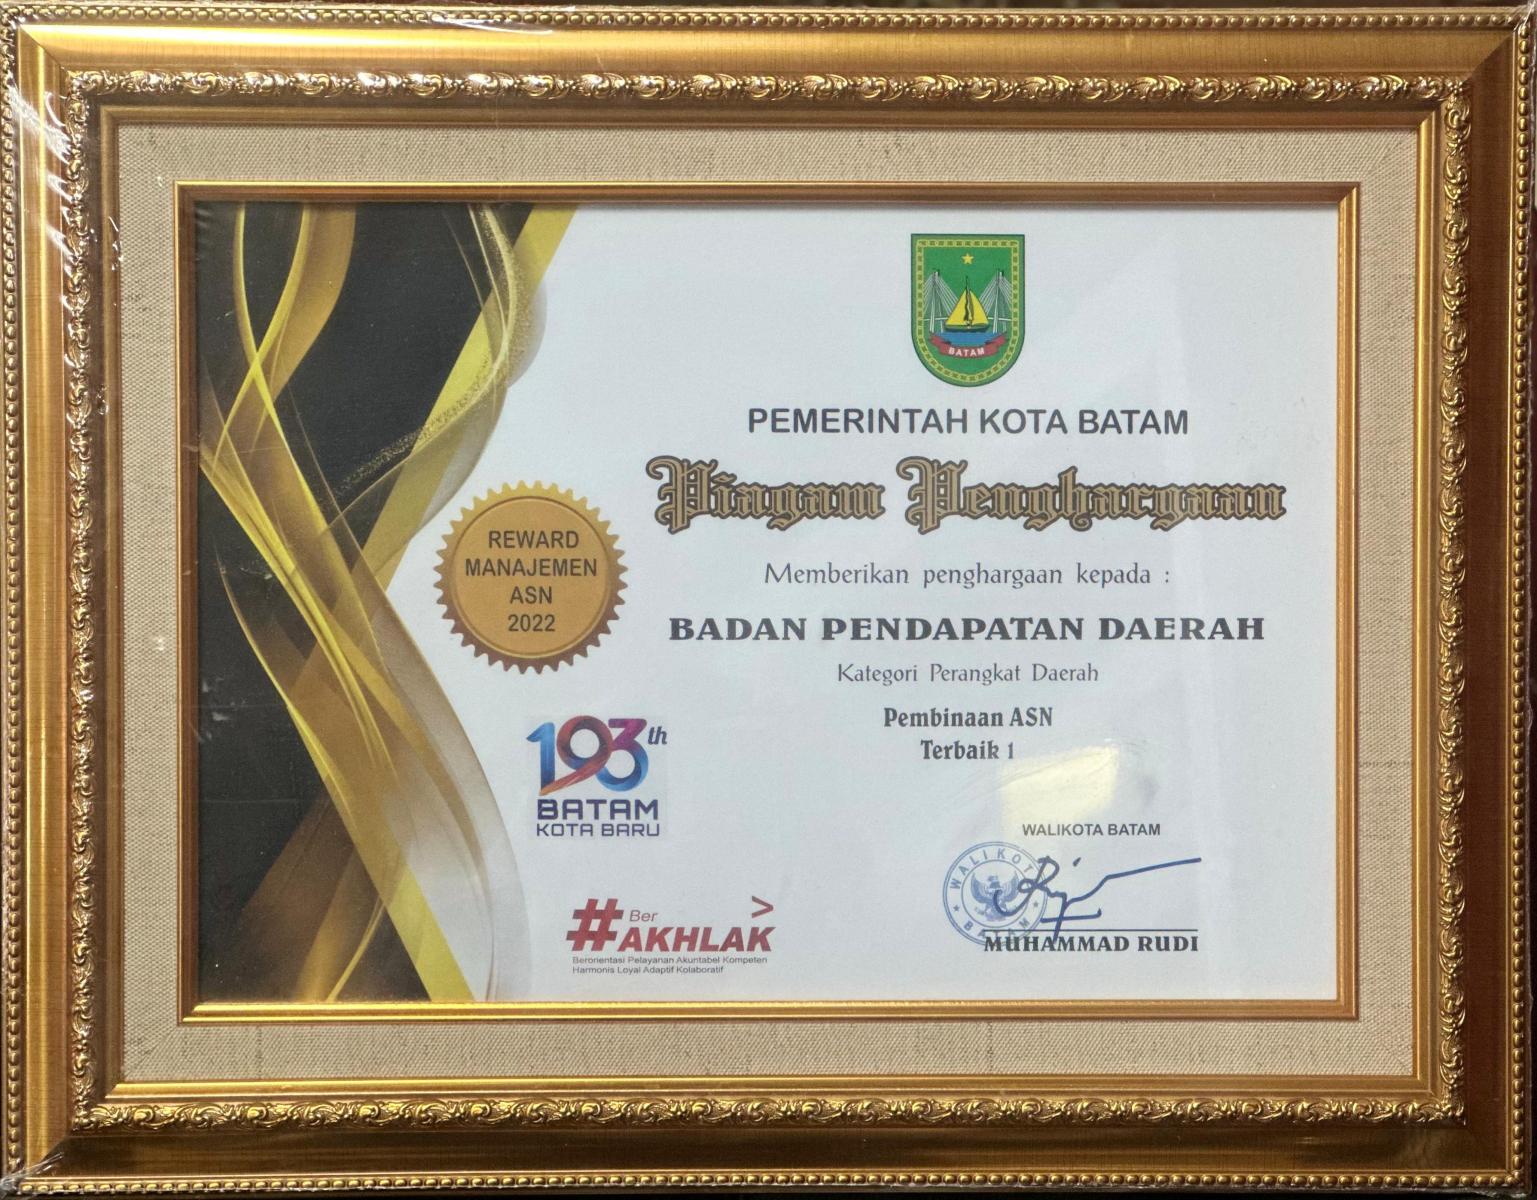 BATAM
PEMERINTAH KOTA BATAM
Piagam Penghargaan
Memberikan penghargaan kepada :
BADAN PENDAPATAN DAERAH
Kategori Perangkat Daerah
Pembinaan ASN
Terbaik 1
REWARD
MANAJEMEN
ASN
2022
193th
BATAM
KOTA BARU
#BerAKHLAK >
Berorientasi Pelayanan Akuntabel Kompeten
Harmonis Loyal Adaptif Kolaboratif
WALIKOTA BATAM
WALIKOTA
BATAM
MUHAMMAD RUDI